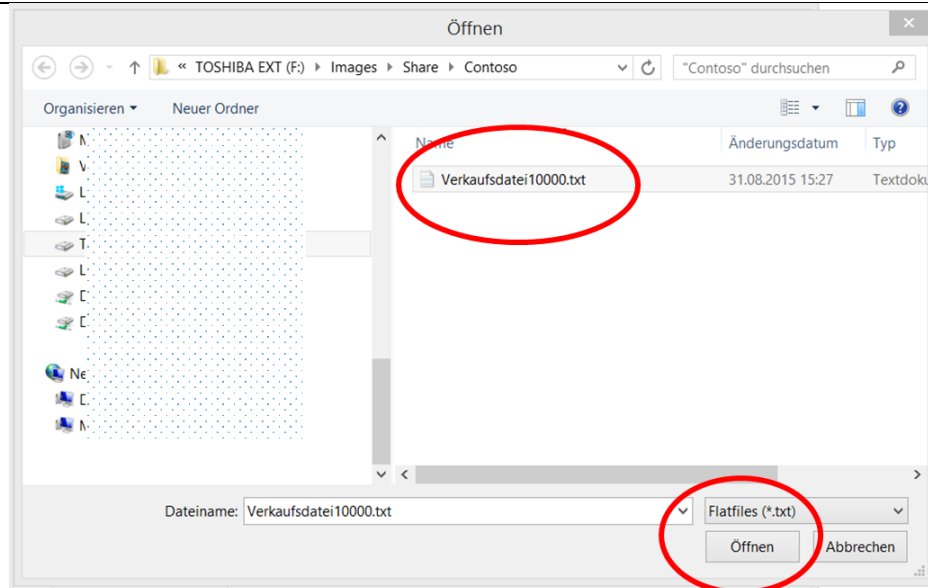 Öffnen
« TOSHIBA EXT (F:) Images Share Contoso "Contoso" durchsuchen
Organisieren Neuer Ordner
Name Änderungsdatum Typ
Verkaufsdatei10000.txt 31.08.2015 15:27 Textdoku
Ne
Dateiname: Verkaufsdatei10000.txt Flatfiles (*.txt)
Öffnen Abbrechen